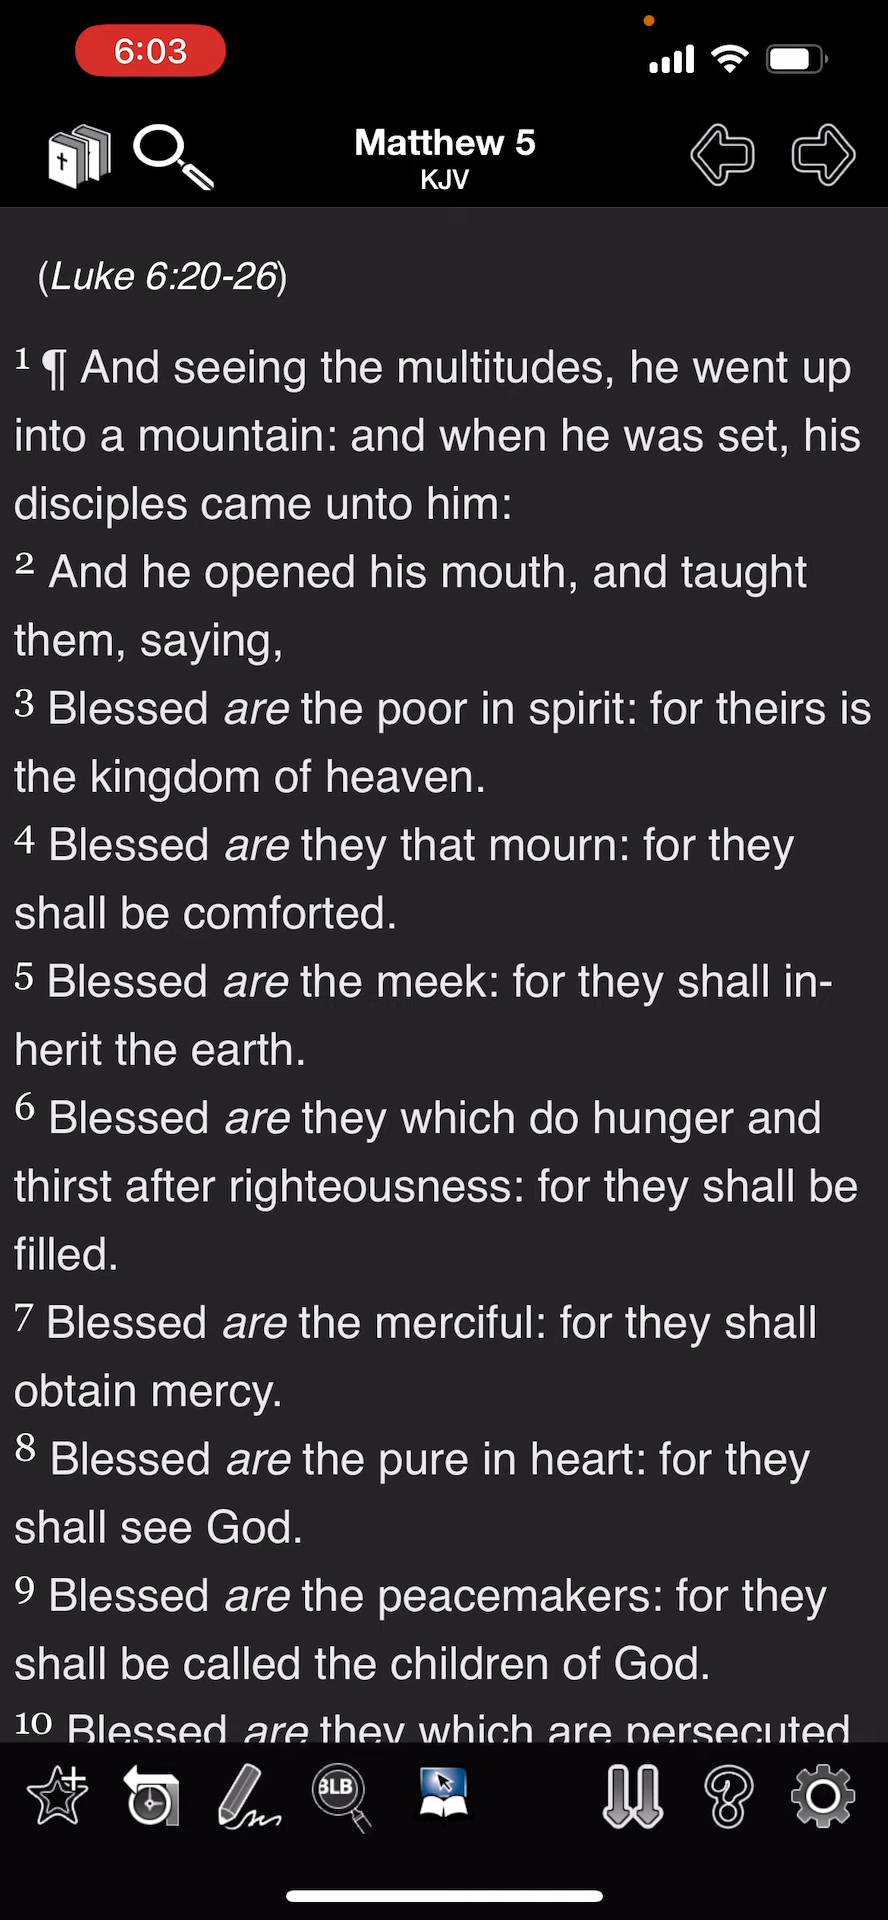 6:03
Matthew 5
KJV
(Luke 6:20-26)
1 ¶ And seeing the multitudes, he went up
into a mountain: and when he was set, his
disciples came unto him:
2 And he opened his mouth, and taught
them, saying,
3 Blessed are the poor in spirit: for theirs is
the kingdom of heaven.
4 Blessed are they that mourn: for they
shall be comforted.
5 Blessed are the meek: for they shall in-
herit the earth.
6 Blessed are they which do hunger and
thirst after righteousness: for they shall be
filled.
7 Blessed are the merciful: for they shall
obtain mercy.
8 Blessed are the pure in heart: for they
shall see God.
9 Blessed are the peacemakers: for they
shall be called the children of God.
10 Blessed are they which are persecuted
BLB